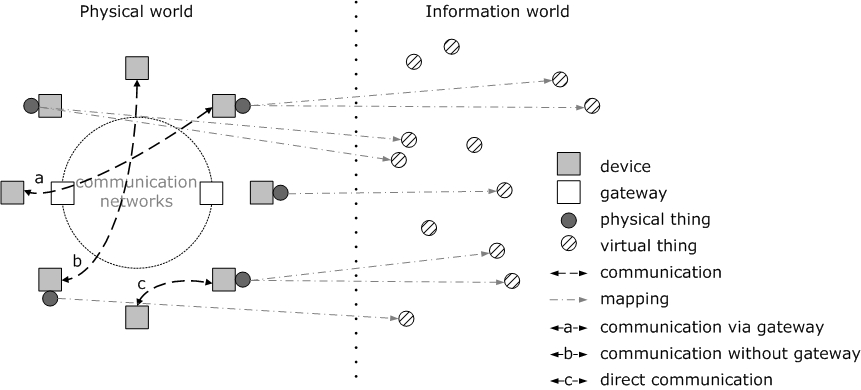 Physical world
Information world
a
communication
networks
b
c
device
gateway
physical thing
virtual thing
communication
mapping
a communication via gateway
b communication without gateway
c direct communication